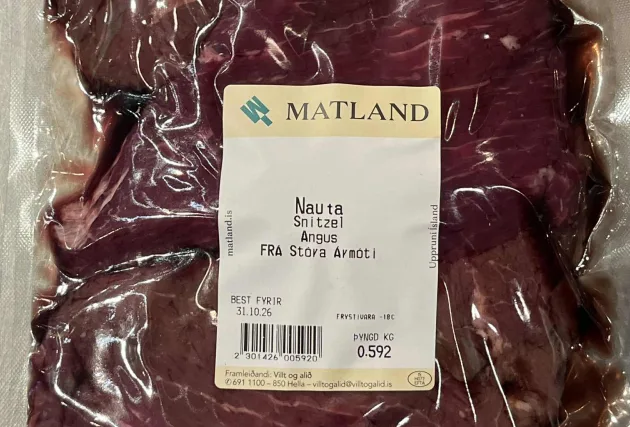 MATLAND
Nauta
Snitzel
Angus
FRÁ Stóra Ármóti
matland.is
Uppruni Ísland
BEST FYRIR
31.10.26
FRYSTIVARA -18C
ÞYNGD KG
0.592
2 301426 005920
Framleiðandi: Villt og alið
✆ 691 1100 – 850 Hella – villtogalid@villtogalid.is